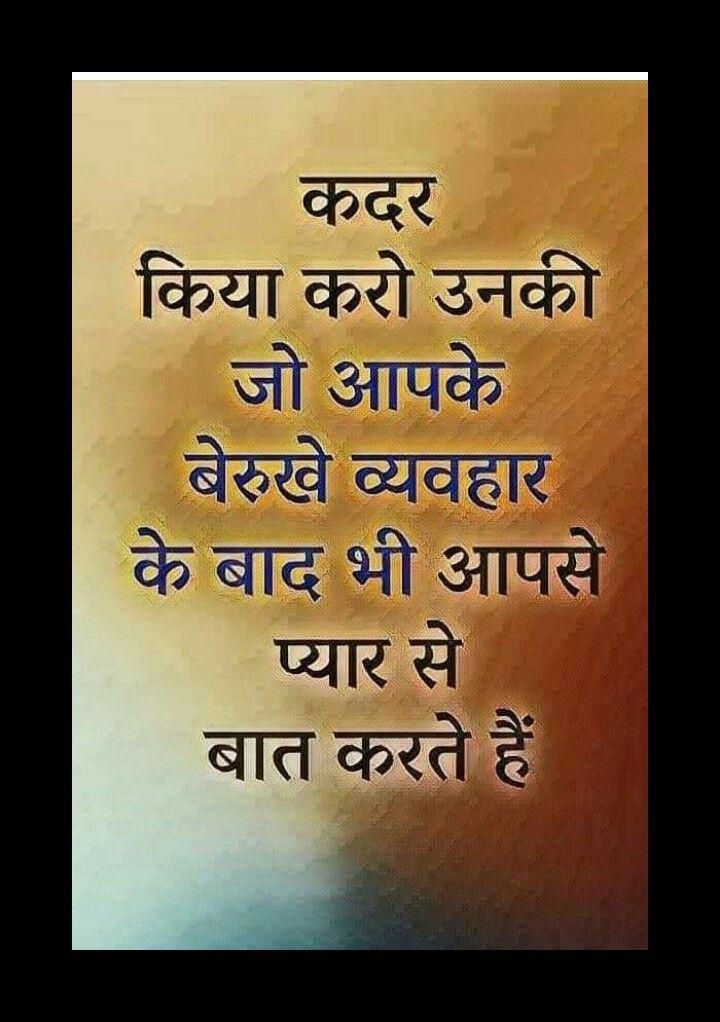 कदर
किया करो उनकी
जो आपके
बेरुखे व्यवहार
के बाद भी आपसे
प्यार से
बात करते हैं